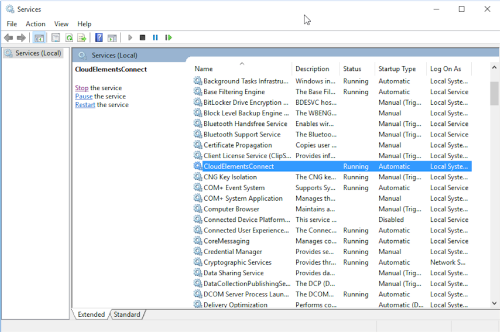 Services
File Action View Help
Services (Local)
Services (Local)
CloudElementsConnect
Stop the service
Pause the service
Restart the service
Name Description Status Startup Type Log On As
Background Tasks Infrastru... Windows in... Running Automatic Local Syste...
Base Filtering Engine The Base Fil... Running Automatic Local Service
BitLocker Drive Encryption ... BDESVC hos... Manual (Trig... Local Syste...
Block Level Backup Engine ... The WBENG... Manual Local Syste...
Bluetooth Handsfree Service Enables wir... Manual (Trig... Local Service
Bluetooth Support Service The Bluetoo... Manual (Trig... Local Service
Certificate Propagation Copies user ... Manual Local Syste...
Client License Service (ClipS... Provides inf... Manual (Trig... Local Syste...
CloudElementsConnect Running Automatic Local Syste...
CNG Key Isolation The CNG ke... Running Manual (Trig... Local Syste...
COM+ Event System Supports Sy... Running Automatic Local Service
COM+ System Application Manages th... Manual Local Syste...
Computer Browser Maintains a... Manual (Trig... Local Syste...
Connected Device Platform... This service ... Disabled Local Service
Connected User Experience... The Connec... Running Automatic Local Syste...
CoreMessaging Manages co... Running Automatic Local Service
Credential Manager Provides se... Running Manual Local Syste...
Cryptographic Services Provides thr... Running Automatic Network S...
Data Sharing Service Provides da... Manual (Trig... Local Syste...
DataCollectionPublishingSe... The DCP (D... Manual (Trig... Local Syste...
DCOM Server Process Laun... The DCOM... Running Automatic Local Syste...
Delivery Optimization Performs co... Automatic (D... Local Syste...
Extended Standard